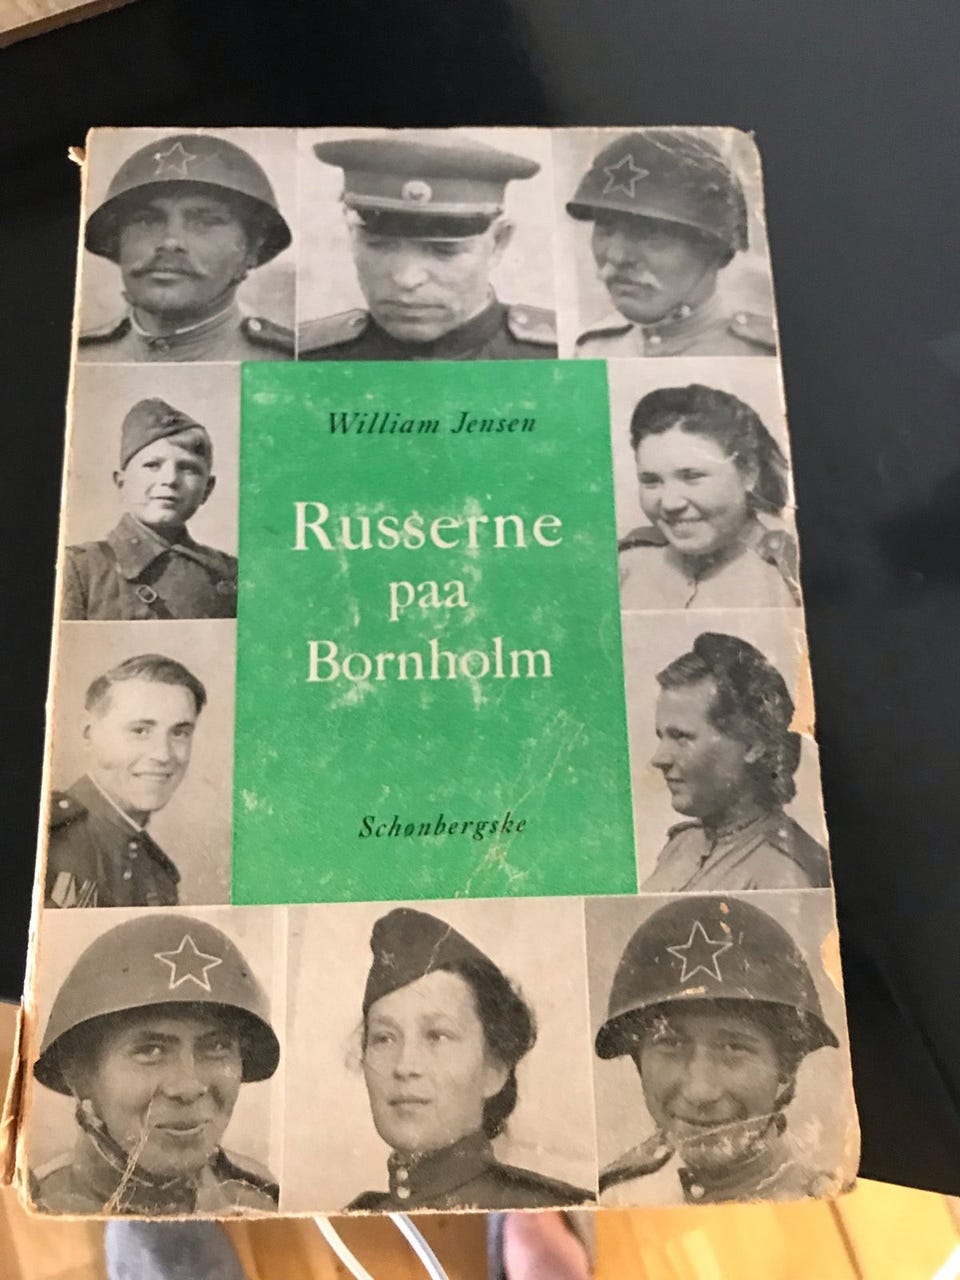 William Jensen
Russerne
paa
Bornholm
Schønbergske